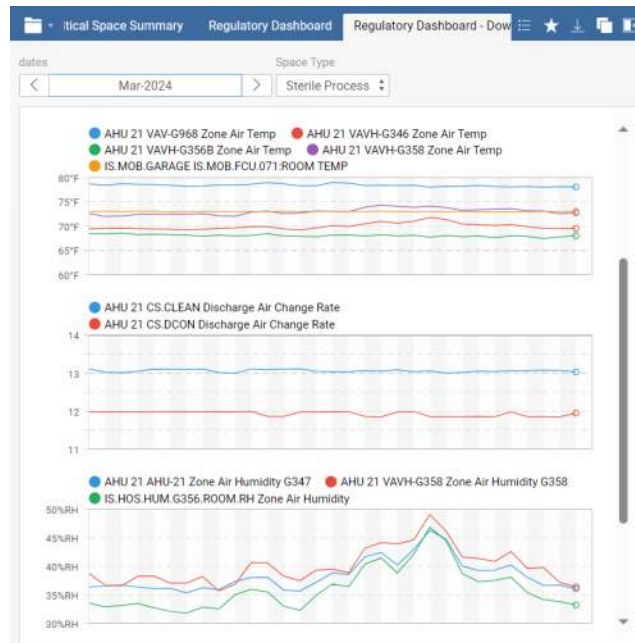 itical Space Summary Regulatory Dashboard Regulatory Dashboard - Dow
dates Space Type
Mar-2024 Sterile Process
AHU 21 VAV-G968 Zone Air Temp AHU 21 VAVH-G346 Zone Air Temp
AHU 21 VAVH-G356B Zone Air Temp AHU 21 VAVH-G358 Zone Air Temp
IS.MOB.GARAGE IS.MOB.FCU.071:ROOM TEMP
80°F
75°F
70°F
65°F
60°F
AHU 21 CS.CLEAN Discharge Air Change Rate
AHU 21 CS.DCON Discharge Air Change Rate
14
13
12
11
AHU 21 AHU-21 Zone Air Humidity G347 AHU 21 VAVH-G358 Zone Air Humidity G358
IS.HOS.HUM.G356.ROOM.RH Zone Air Humidity
50%RH
45%RH
40%RH
35%RH
30%RH